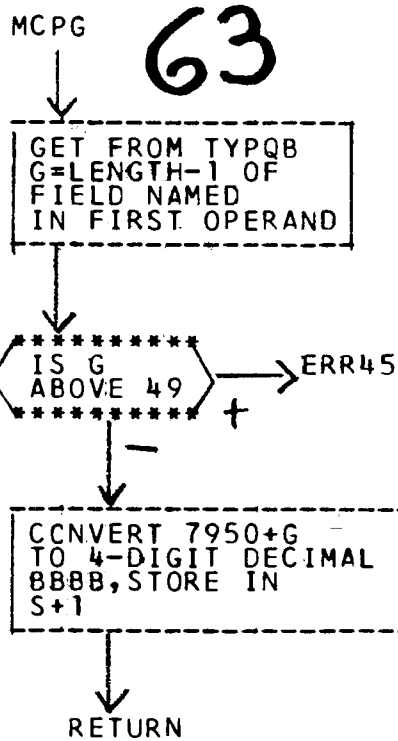 MCPG
63
GET FROM TYPQB
G=LENGTH-1 OF
FIELD NAMED
IN FIRST OPERAND
**********
IS G
ABOVE 49
**********
ERR45
+
-
CCNVERT 7950+G
TO 4-DIGIT DECIMAL
BBBB,STORE IN
S+1
RETURN